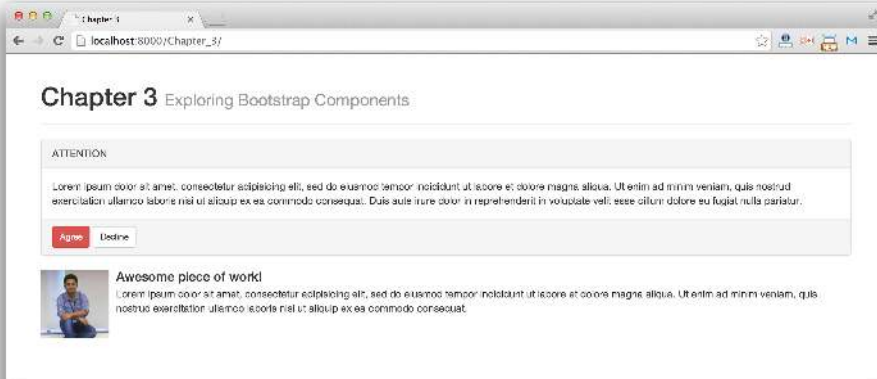 Chapter 3
localhost:8000/Chapter_3/
Chapter 3 Exploring Bootstrap Components
ATTENTION
Lorem ipsum dolor sit amet, consectetur adipisicing elit, sed do eiusmod tempor incididunt ut labore et dolore magna aliqua. Ut enim ad minim veniam, quis nostrud
exercitation ullamco laboris nisi ut aliquip ex ea commodo consequat. Duis aute irure dolor in reprehenderit in voluptate velit esse cillum dolore eu fugiat nulla pariatur.
Agree Decline
Awesome piece of work!
Lorem ipsum dolor sit amet, consectetur adipisicing elit, sed do eiusmod tempor incididunt ut labore et dolore magna aliqua. Ut enim ad minim veniam, quis
nostrud exercitation ullamco laboris nisi ut aliquip ex ea commodo consequat.